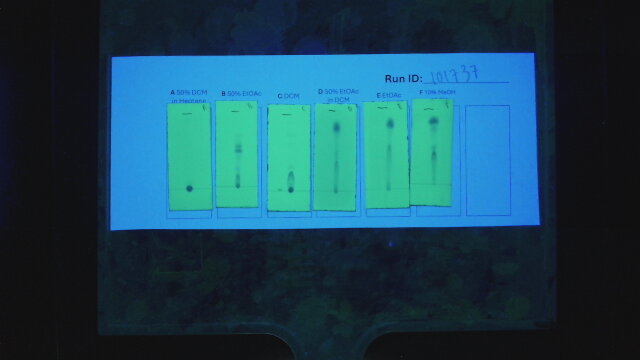 Run ID: 101737
A 50% DCM
in Heptane
B 50% EtOAc
C DCM
D 50% EtOAc
in DCM
E EtOAc
F 10% MeOH